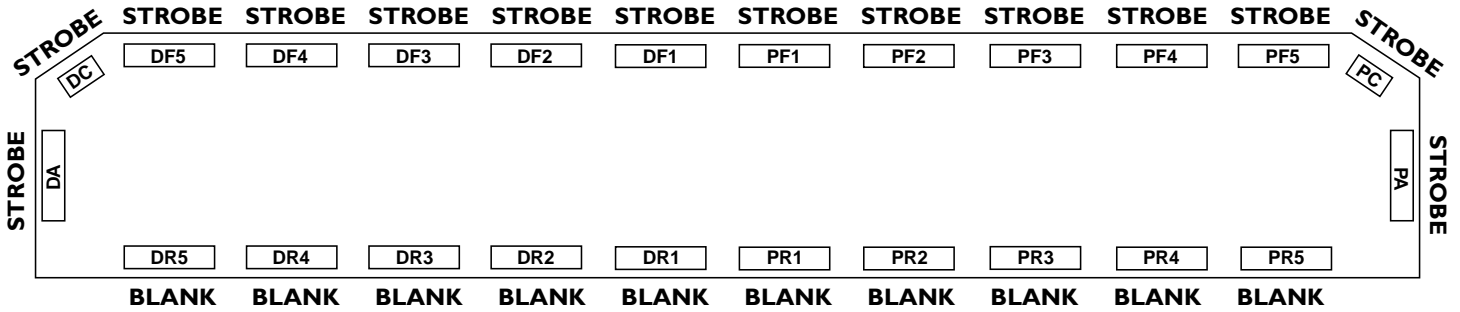 STROBE STROBE STROBE STROBE STROBE STROBE STROBE STROBE STROBE STROBE STROBE STROBE
DC DF5 DF4 DF3 DF2 DF1 PF1 PF2 PF3 PF4 PF5 PC
STROBE DA PA STROBE
DR5 DR4 DR3 DR2 DR1 PR1 PR2 PR3 PR4 PR5
BLANK BLANK BLANK BLANK BLANK BLANK BLANK BLANK BLANK BLANK